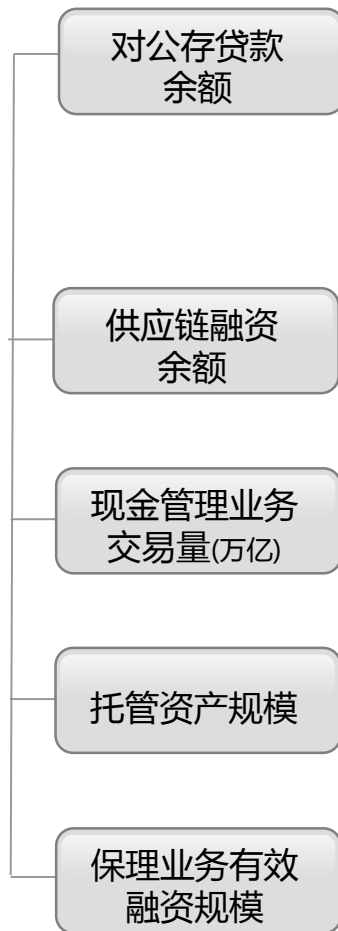 对公存贷款
余额
供应链融资
余额
现金管理业务
交易量(万亿)
托管资产规模
保理业务有效
融资规模